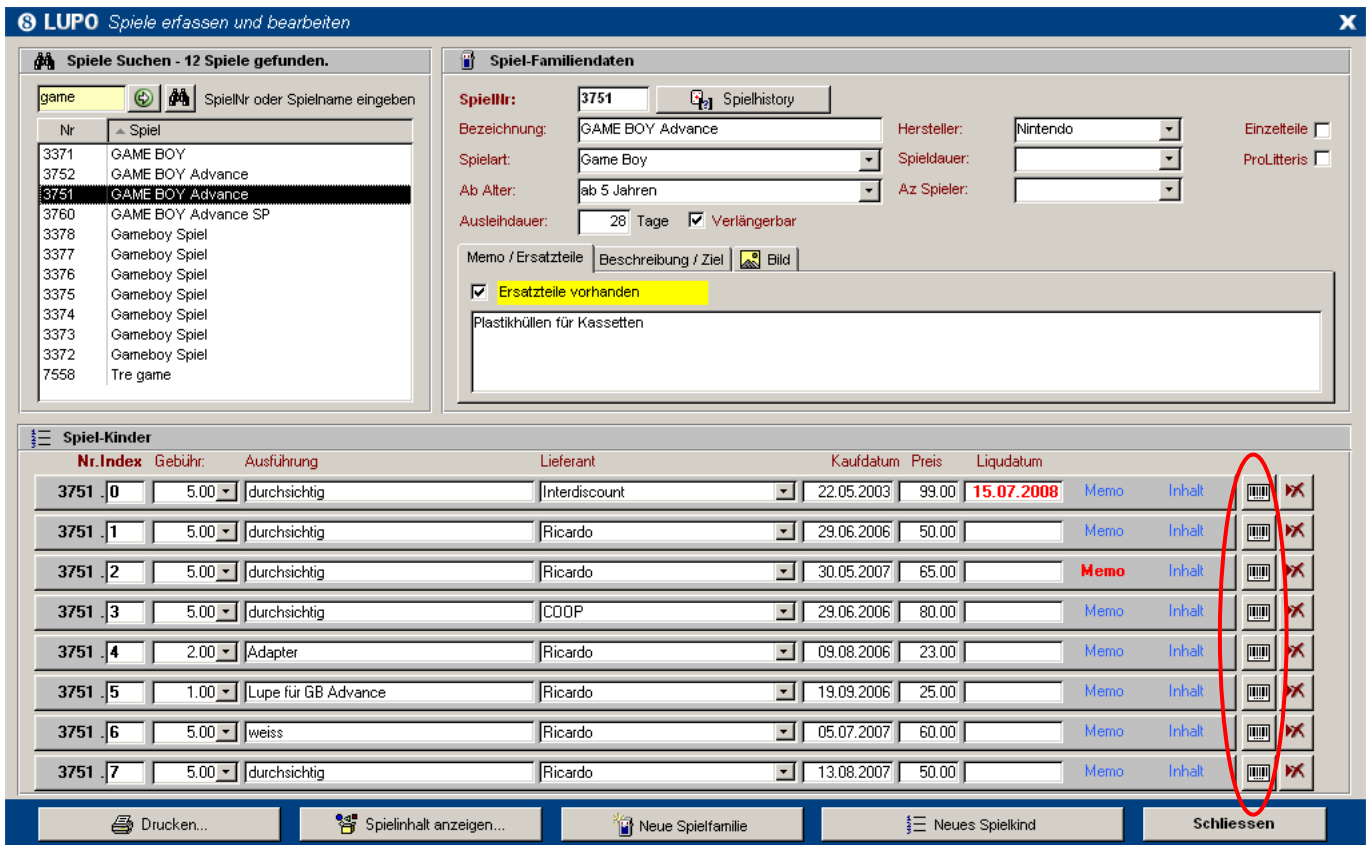 8 LUPO Spiele erfassen und bearbeiten X
Spiele Suchen - 12 Spiele gefunden.
game SpielNr oder Spielname eingeben
Nr Spiel
3371 GAME BOY
3752 GAME BOY Advance
3751 GAME BOY Advance
3760 GAME BOY Advance SP
3378 Gameboy Spiel
3377 Gameboy Spiel
3376 Gameboy Spiel
3375 Gameboy Spiel
3374 Gameboy Spiel
3373 Gameboy Spiel
3372 Gameboy Spiel
7558 Tre game
Spiel-Familiendaten
SpielNr: 3751 Spielhistory
Bezeichnung: GAME BOY Advance Hersteller: Nintendo Einzelteile
Spielart: Game Boy Spieldauer: ProLitteris
Ab Alter: ab 5 Jahren Az Spieler:
Ausleihdauer: 28 Tage Verlängerbar
Memo / Ersatzteile Beschreibung / Ziel Bild
Ersatzteile vorhanden
Plastikhüllen für Kassetten
Spiel-Kinder
Nr.Index Gebühr: Ausführung Lieferant Kaufdatum Preis Liqudatum
3751 . 0 5.00 durchsichtig Interdiscount 22.05.2003 99.00 15.07.2008 Memo Inhalt
3751 . 1 5.00 durchsichtig Ricardo 29.06.2006 50.00 Memo Inhalt
3751 . 2 5.00 durchsichtig Ricardo 30.05.2007 65.00 Memo Inhalt
3751 . 3 5.00 durchsichtig COOP 29.06.2006 80.00 Memo Inhalt
3751 . 4 2.00 Adapter Ricardo 09.08.2006 23.00 Memo Inhalt
3751 . 5 1.00 Lupe für GB Advance Ricardo 19.09.2006 25.00 Memo Inhalt
3751 . 6 5.00 weiss Ricardo 05.07.2007 60.00 Memo Inhalt
3751 . 7 5.00 durchsichtig Ricardo 13.08.2007 50.00 Memo Inhalt
Drucken... Spielinhalt anzeigen... Neue Spielfamilie Neues Spielkind Schliessen